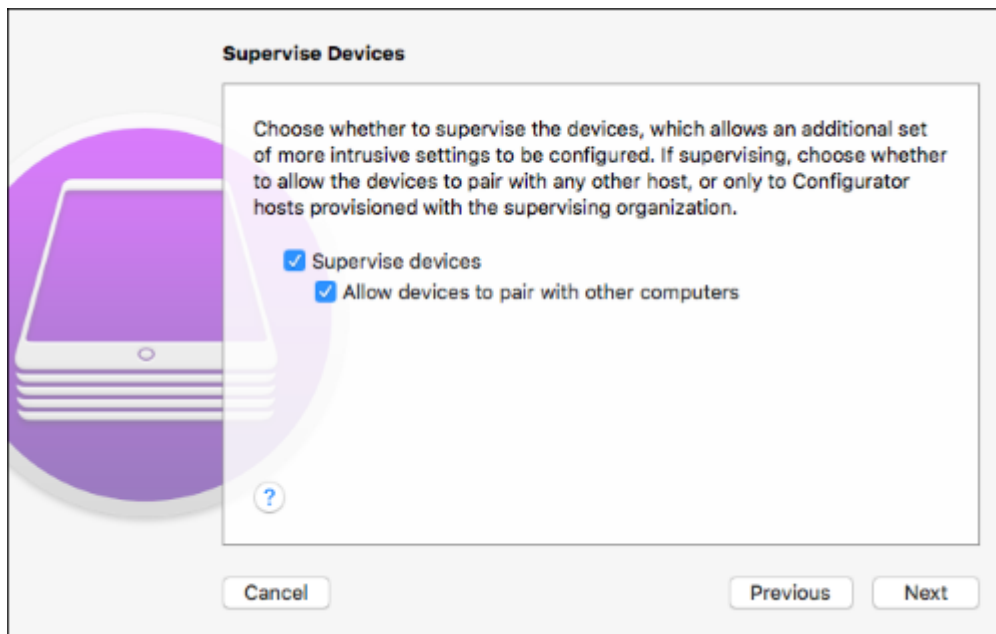 Supervise Devices
Choose whether to supervise the devices, which allows an additional set
of more intrusive settings to be configured. If supervising, choose whether
to allow the devices to pair with any other host, or only to Configurator
hosts provisioned with the supervising organization.
Supervise devices
Allow devices to pair with other computers
?
Cancel
Previous
Next